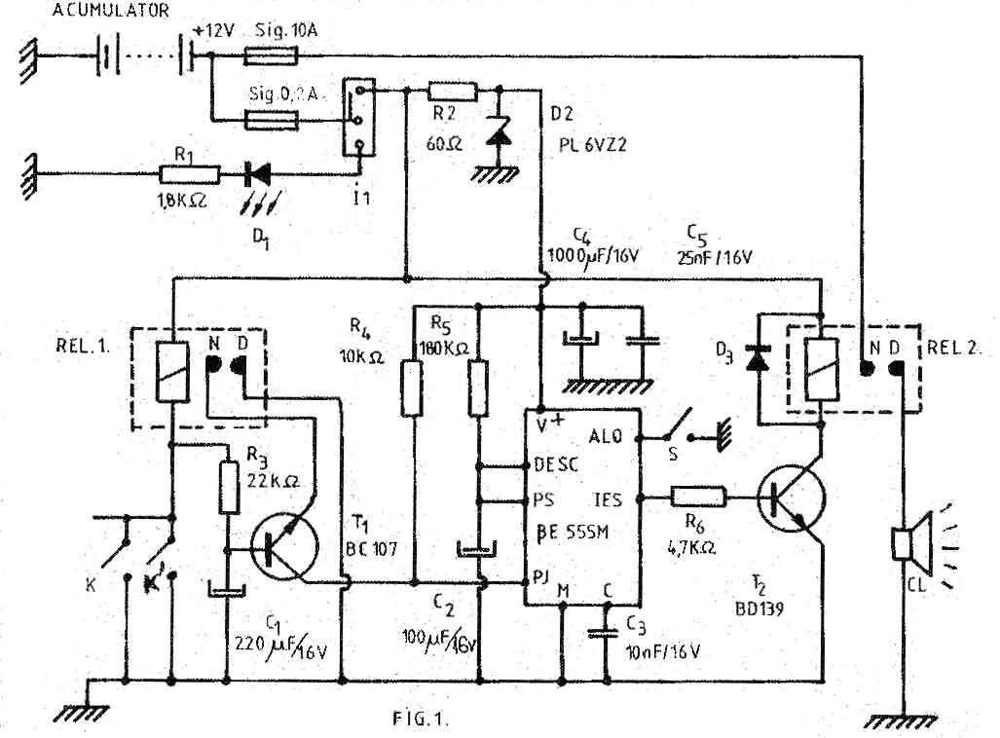 ACUMULATOR
+12V
Sig. 10A
Sig. 0,2A
R2
60Ω
D2
PL 6VZ2
R1
1,8KΩ
D1
I1
C4
1000µF/16V
C5
25nF/16V
REL.1.
N D
R4
10KΩ
R5
180KΩ
D3
N D
REL 2.
V+
ALO
S
DESC
PS
IES
βE 555M
PJ
M
C
R3
22KΩ
T1
BC 107
R6
4,7KΩ
T2
BD139
CL
K
K'
C1
220 µF/16V
C2
100µF/16V
C3
10nF/16V
FIG.1.